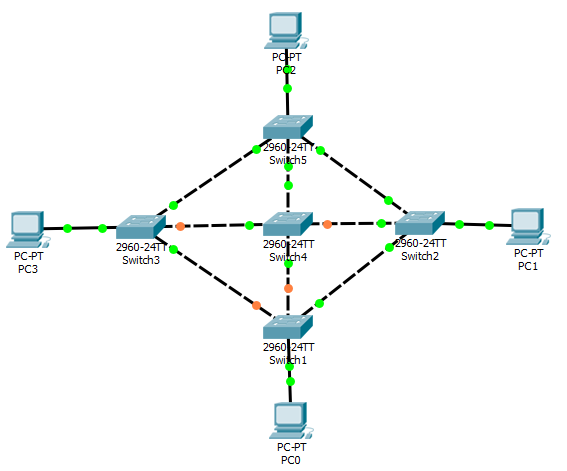 PC-PT
PC2
2960-24TT
Switch5
PC-PT
PC3
2960-24TT
Switch3
2960-24TT
Switch4
2960-24TT
Switch2
PC-PT
PC1
2960-24TT
Switch1
PC-PT
PC0